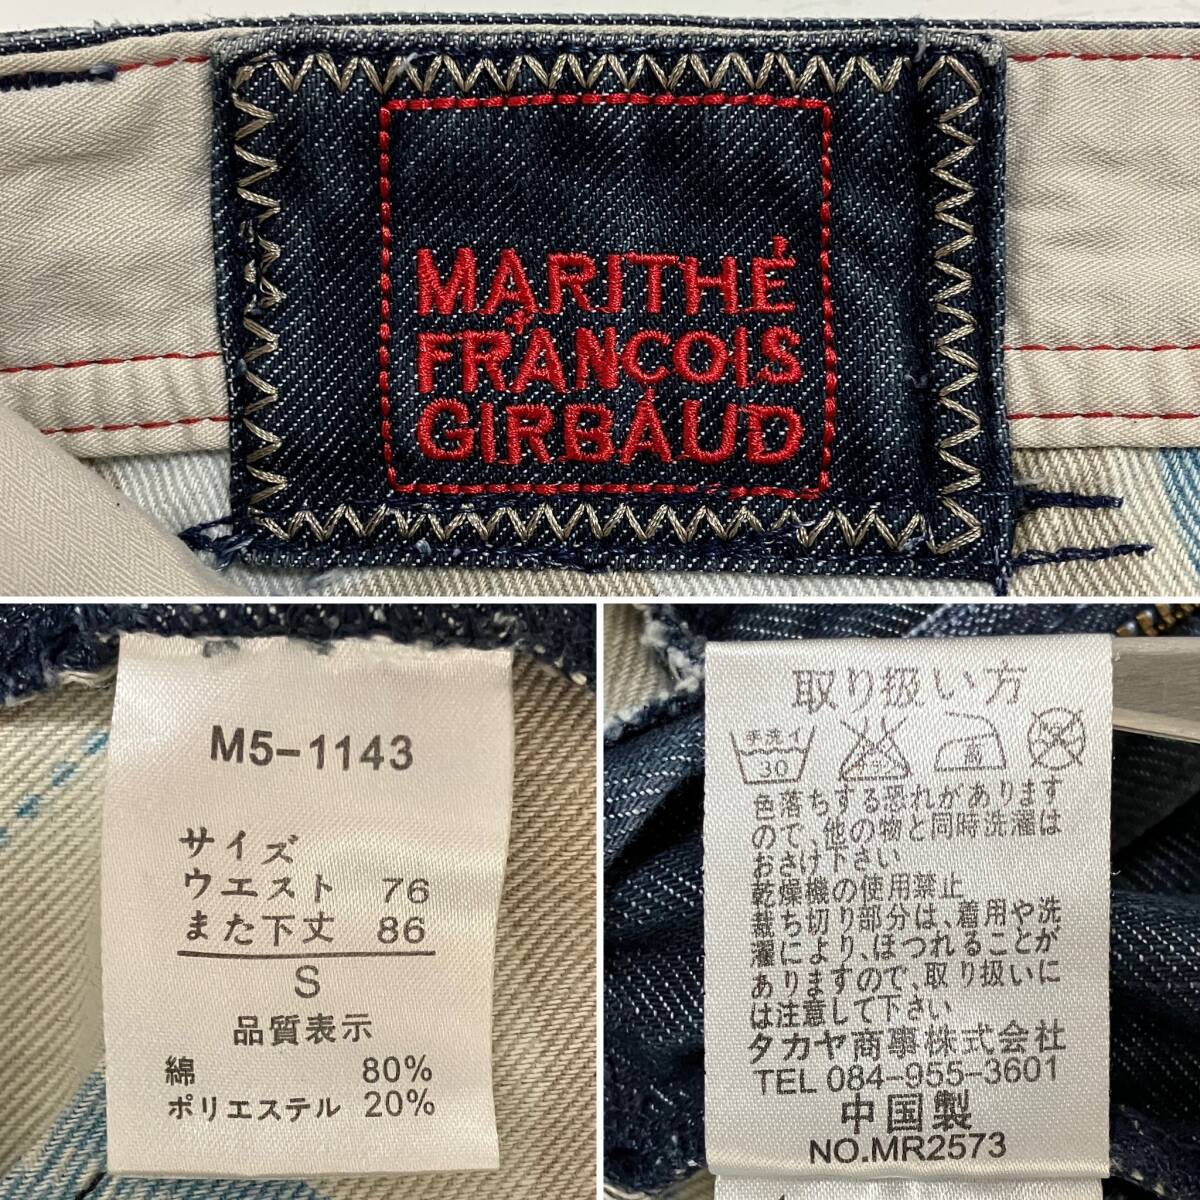 MARITHÉ
FRANÇOIS
GIRBAUD
M5-1143
サイズ
ウエスト 76
また下丈 86
S
品質表示
綿 80%
ポリエステル 20%
取り扱い方
手洗イ
30
高
色落ちする恐れがあります
ので、他の物と同時洗濯は
おさけ下さい
乾燥機の使用禁止
裁ち切り部分は、着用や洗
濯により、ほつれることが
ありますので、取り扱いに
は注意して下さい
タカヤ商事株式会社
TEL 084-955-3601
中国製
NO.MR2573